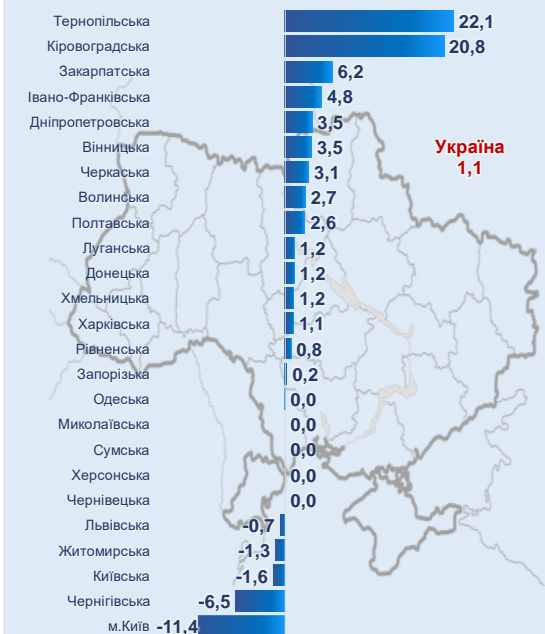 Тернопільська 22,1
Кіровоградська 20,8
Закарпатська 6,2
Івано-Франківська 4,8
Дніпропетровська 3,5
Вінницька 3,5
Україна
Черкаська 3,1
1,1
Волинська 2,7
Полтавська 2,6
Луганська 1,2
Донецька 1,2
Хмельницька 1,2
Харківська 1,1
Рівненська 0,8
Запорізька 0,2
Одеська 0,0
Миколаївська 0,0
Сумська 0,0
Херсонська 0,0
Чернівецька 0,0
Львівська -0,7
Житомирська -1,3
Київська -1,6
Чернігівська -6,5
м.Київ -11,4